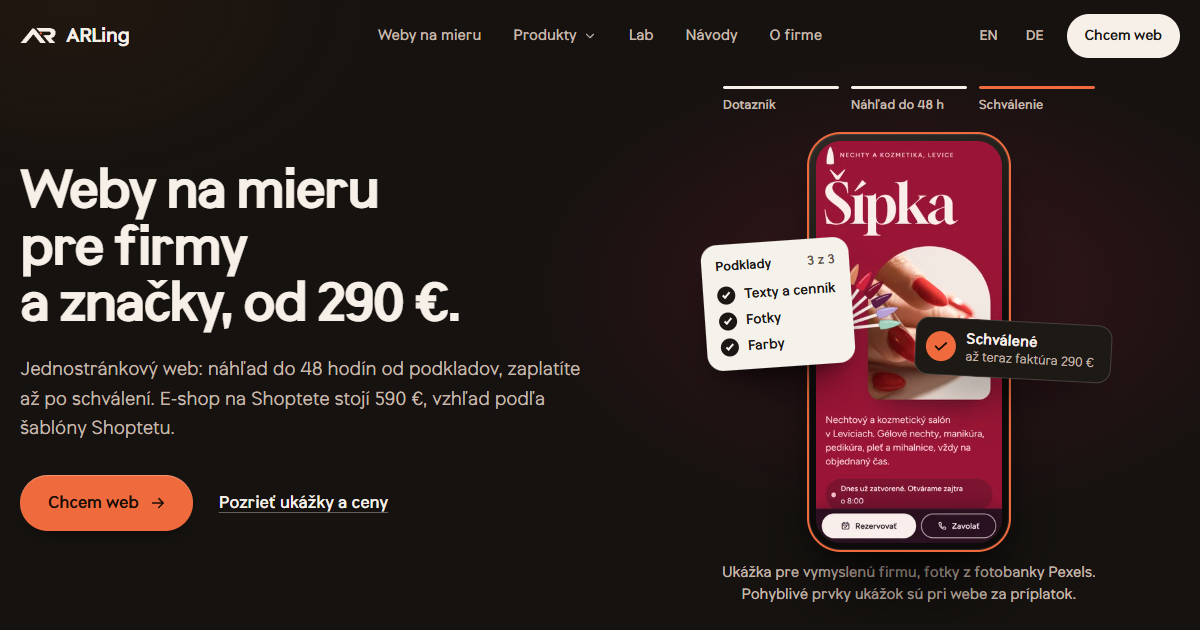 ARLing
Weby na mieru
Produkty
Lab
Návody
O firme
EN
DE
Chcem web
Dotazník
Náhľad do 48 h
Schválenie
Weby na mieru
pre firmy
a značky, od 290 €.
Jednostránkový web: náhľad do 48 hodín od podkladov, zaplatíte
až po schválení. E-shop na Shoptete stojí 590 €, vzhľad podľa
šablóny Shoptetu.
Chcem web
Pozrieť ukážky a ceny
NECHTY A KOZMETIKA, LEVICE
Šípka
Podklady
3 z 3
Texty a cenník
Fotky
Farby
Schválené
až teraz faktúra 290 €
Nechtový a kozmetický salón
v Leviciach. Gélové nechty, manikúra,
pedikúra, pleť a mihalnice, vždy na
objednaný čas.
Dnes už zatvorené. Otvárame zajtra
o 8:00
Rezervovať
Zavolať
Ukážka pre vymyslenú firmu, fotky z fotobanky Pexels.
Pohyblivé prvky ukážok sú pri webe za príplatok.